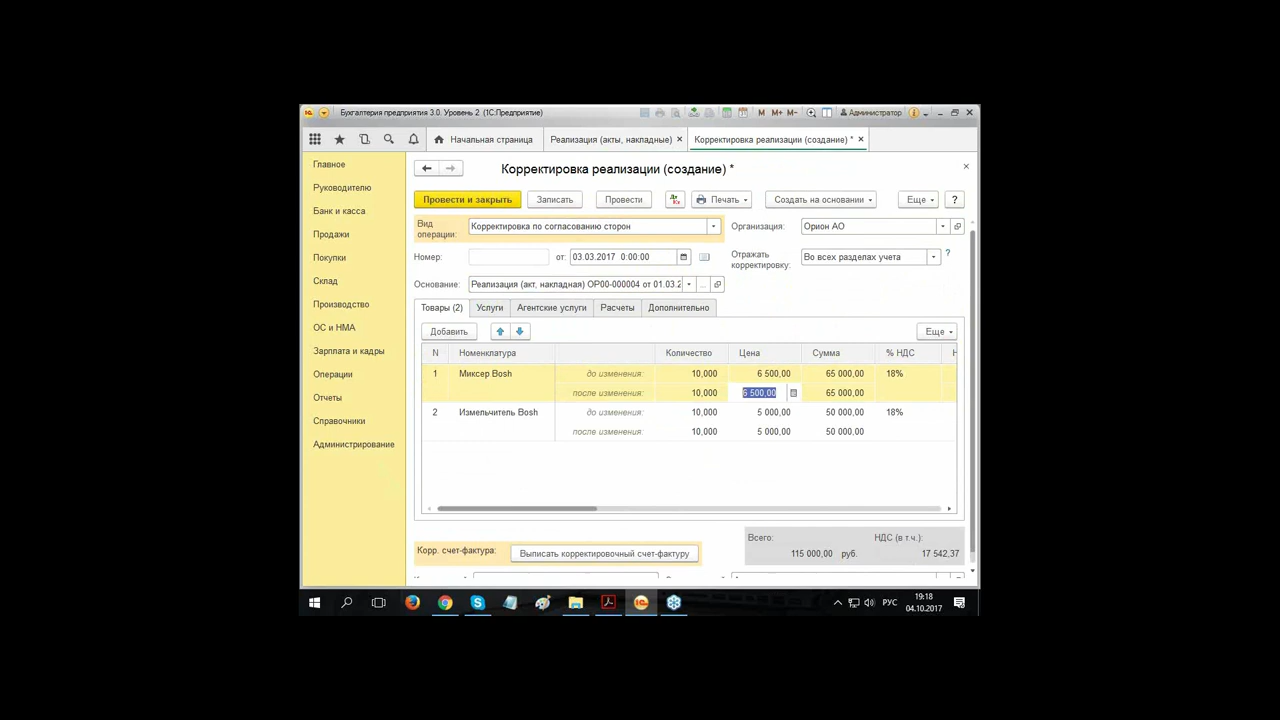 Бухгалтерия предприятия 3.0. Уровень 2. (1С:Предприятие) M M+ M- Администратор
Начальная страница Реализация (акты, накладные) × Корректировка реализации (создание) * ×
Главное
Руководителю
Банк и касса
Продажи
Покупки
Склад
Производство
ОС и НМА
Зарплата и кадры
Операции
Отчеты
Справочники
Администрирование
Корректировка реализации (создание) *
Провести и закрыть Записать Провести Дт Кт Печать Создать на основании Еще ?
Вид операции: Корректировка по согласованию сторон Организация: Орион АО
Номер: от: 03.03.2017 0:00:00 Отражать корректировку: Во всех разделах учета ?
Основание: Реализация (акт, накладная) ОР00-000004 от 01.03.2 ...
Товары (2) Услуги Агентские услуги Расчеты Дополнительно
Добавить Еще
N Номенклатура Количество Цена Сумма % НДС
1 Миксер Bosh до изменения: 10,000 6 500,00 65 000,00 18%
после изменения: 10,000 6 500,00 65 000,00
2 Измельчитель Bosh до изменения: 10,000 5 000,00 50 000,00 18%
после изменения: 10,000 5 000,00 50 000,00
Корр. счет-фактура: Выписать корректировочный счет-фактуру
Всего: НДС (в т.ч.):
115 000,00 руб. 17 542,37
РУС 19:18
04.10.2017